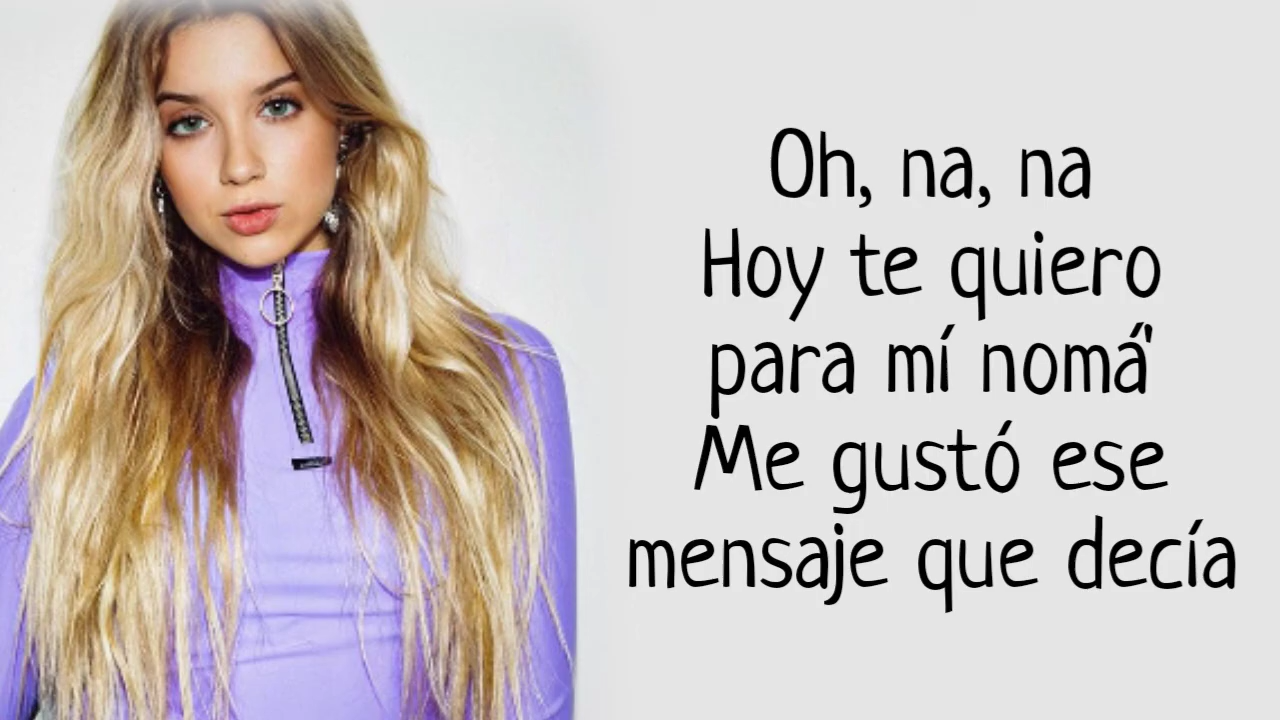 Oh, na, na
Hoy te quiero
para mí nomá'
Me gustó ese
mensaje que decía